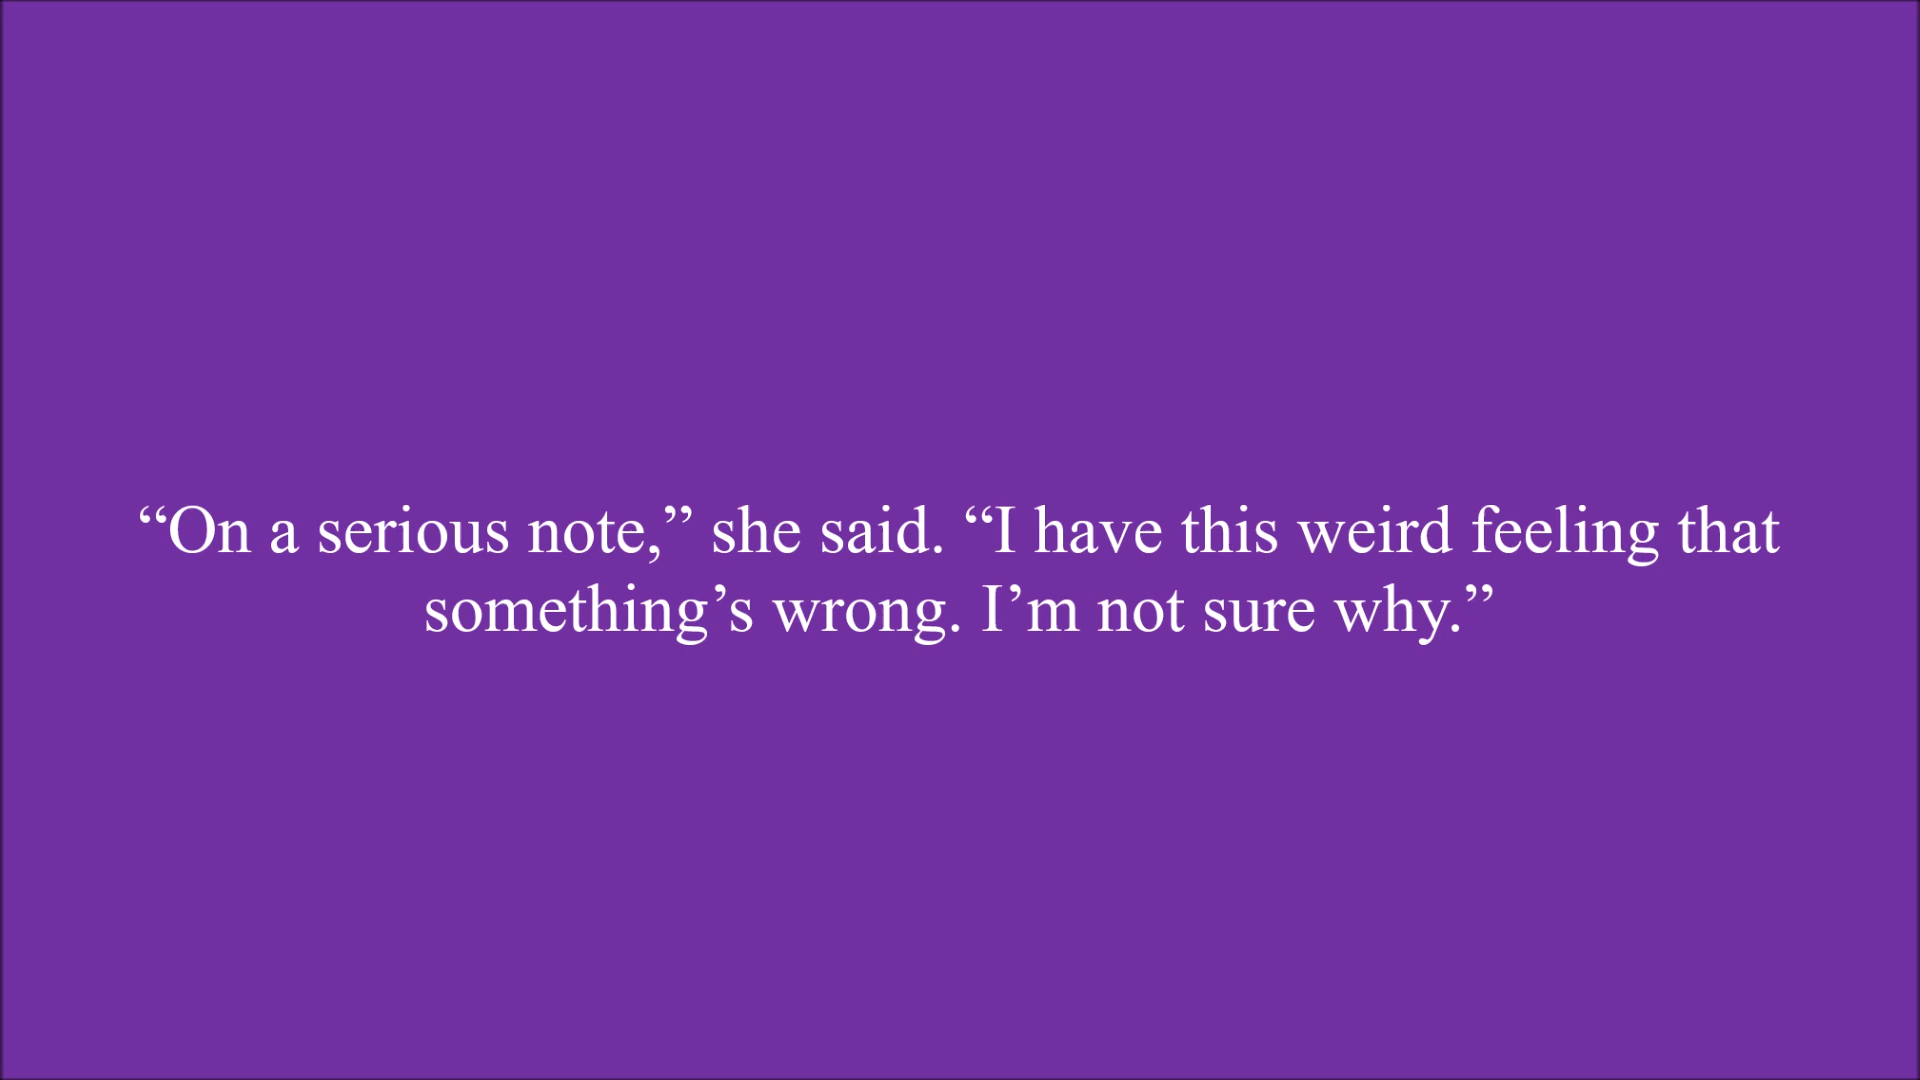 “On a serious note,” she said. “I have this weird feeling that
something’s wrong. I’m not sure why.”